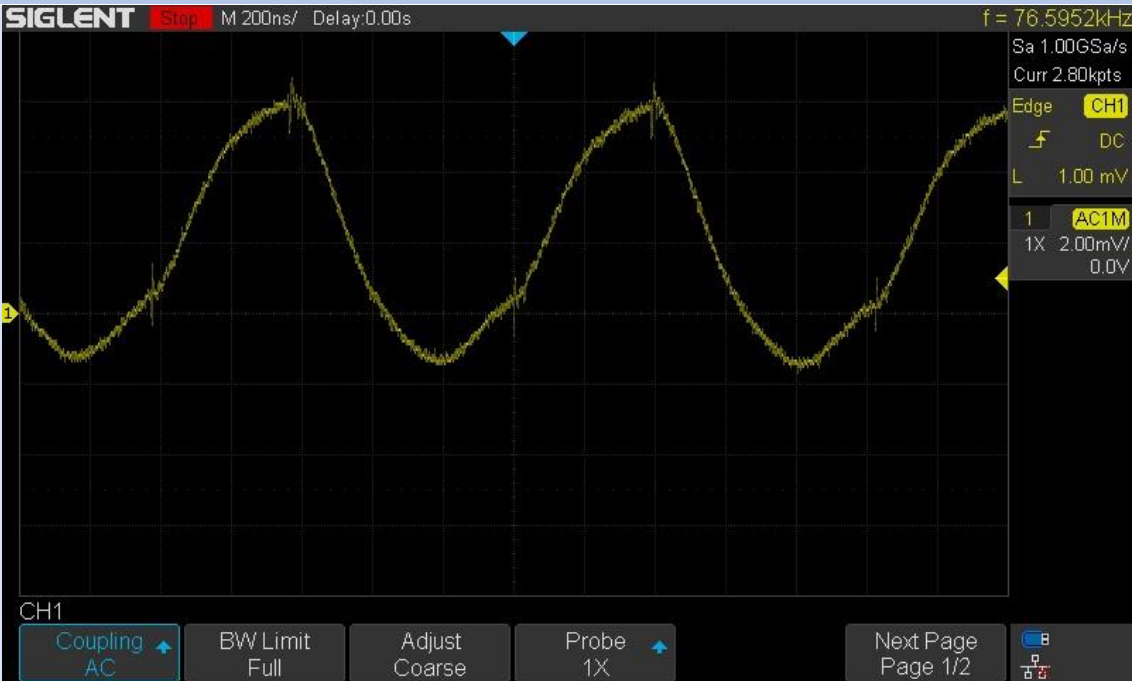 SIGLENT Stop M 200ns/ Delay:0.00s f = 76.5952kHz
Sa 1.00GSa/s
Curr 2.80kpts
Edge CH1
DC
L 1.00 mV
1 AC1M
1X 2.00mV/
0.0V
1
CH1
Coupling
AC
BW Limit
Full
Adjust
Coarse
Probe
1X
Next Page
Page 1/2